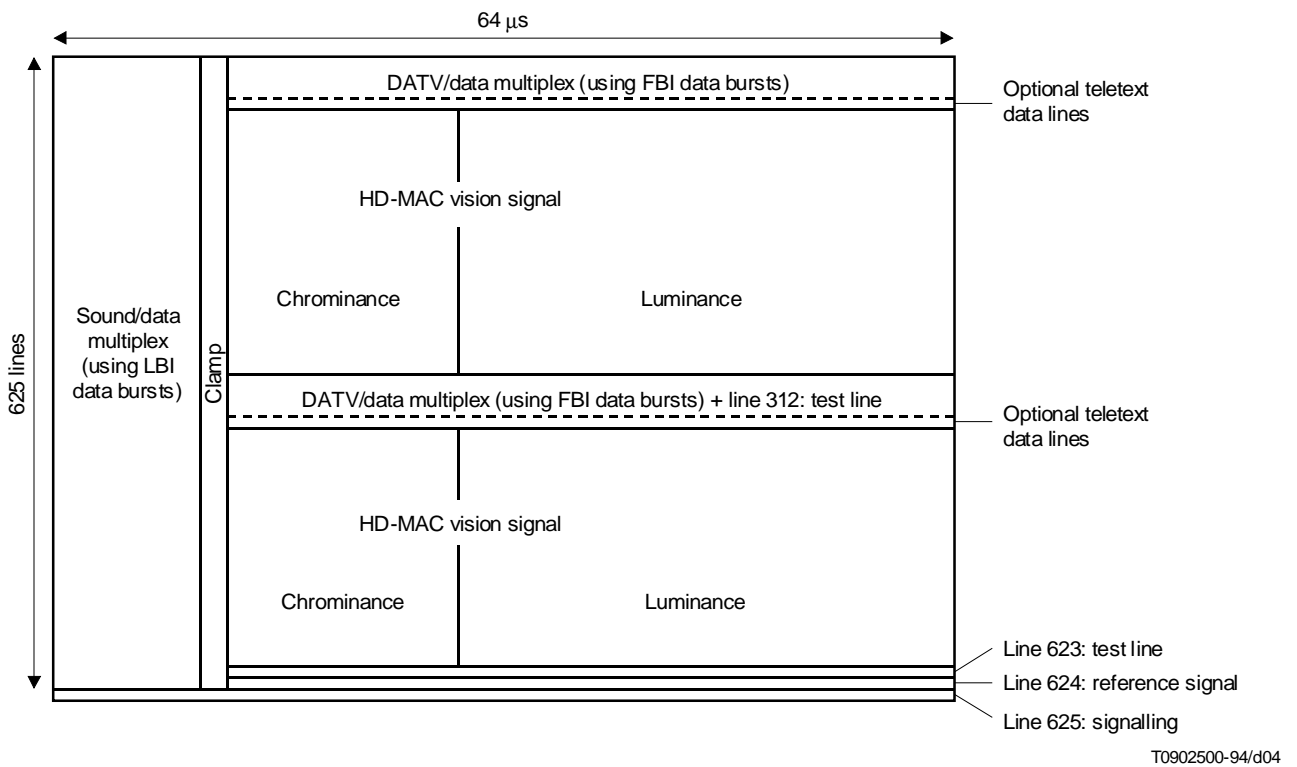 64 μs
DATV/data multiplex (using FBI data bursts)
Optional teletext
data lines
HD-MAC vision signal
Chrominance
Luminance
625 lines
Sound/data
multiplex
(using LBI
data bursts)
Clamp
DATV/data multiplex (using FBI data bursts) + line 312: test line
Optional teletext
data lines
HD-MAC vision signal
Chrominance
Luminance
Line 623: test line
Line 624: reference signal
Line 625: signalling
T0902500-94/d04